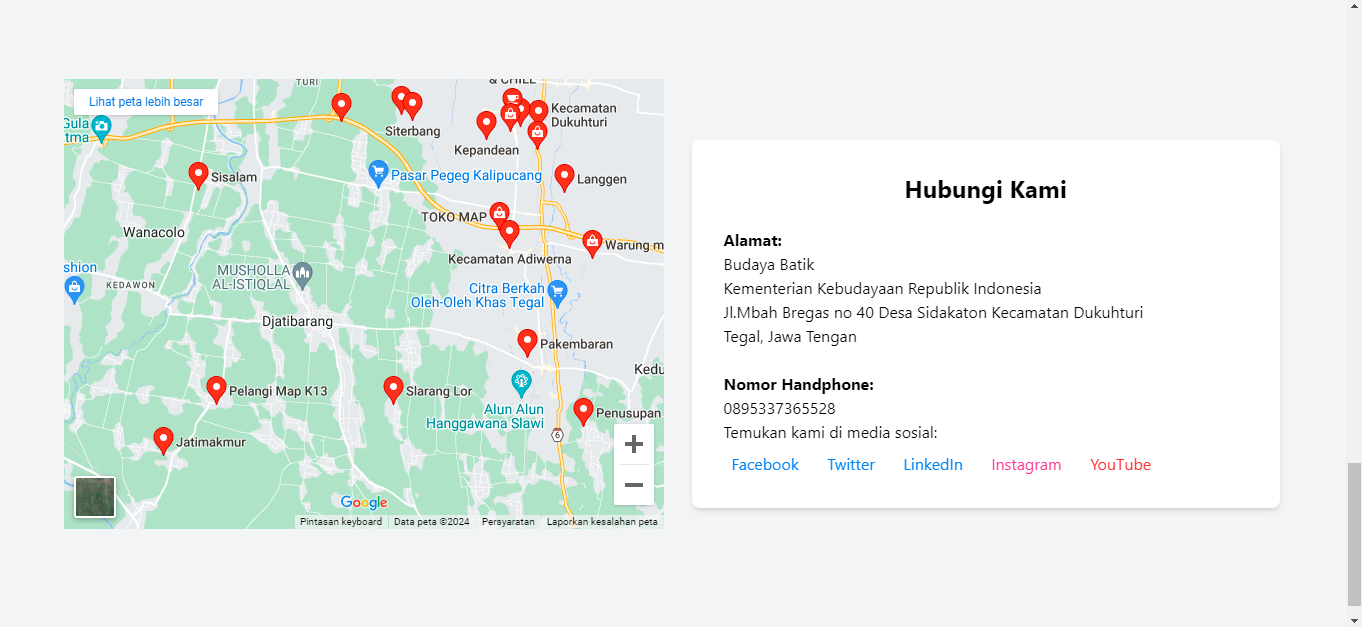 & CHILL
TURI
Lihat peta lebih besar
Kecamatan
Dukuhturi
Gula
tma
Siterbang
Kepandean
Pasar Pegeg Kalipucang
Sisalam
Langgen
TOKO MAP
Wanacolo
Warung m
Kecamatan Adiwerna
shion
MUSHOLLA
AL-ISTIQLAL
KEDAWON
Citra Berkah
Oleh-Oleh Khas Tegal
Djatibarang
Pakembaran
Kedu
Pelangi Map K13
Slarang Lor
Alun Alun
Hanggawana Slawi
Penusupan
6
Jatimakmur
Google
Pintasan keyboard
Data peta ©2024
Persyaratan
Laporkan kesalahan peta
Hubungi Kami
Alamat:
Budaya Batik
Kementerian Kebudayaan Republik Indonesia
Jl.Mbah Bregas no 40 Desa Sidakaton Kecamatan Dukuhturi
Tegal, Jawa Tengan
Nomor Handphone:
0895337365528
Temukan kami di media sosial:
Facebook Twitter LinkedIn Instagram YouTube